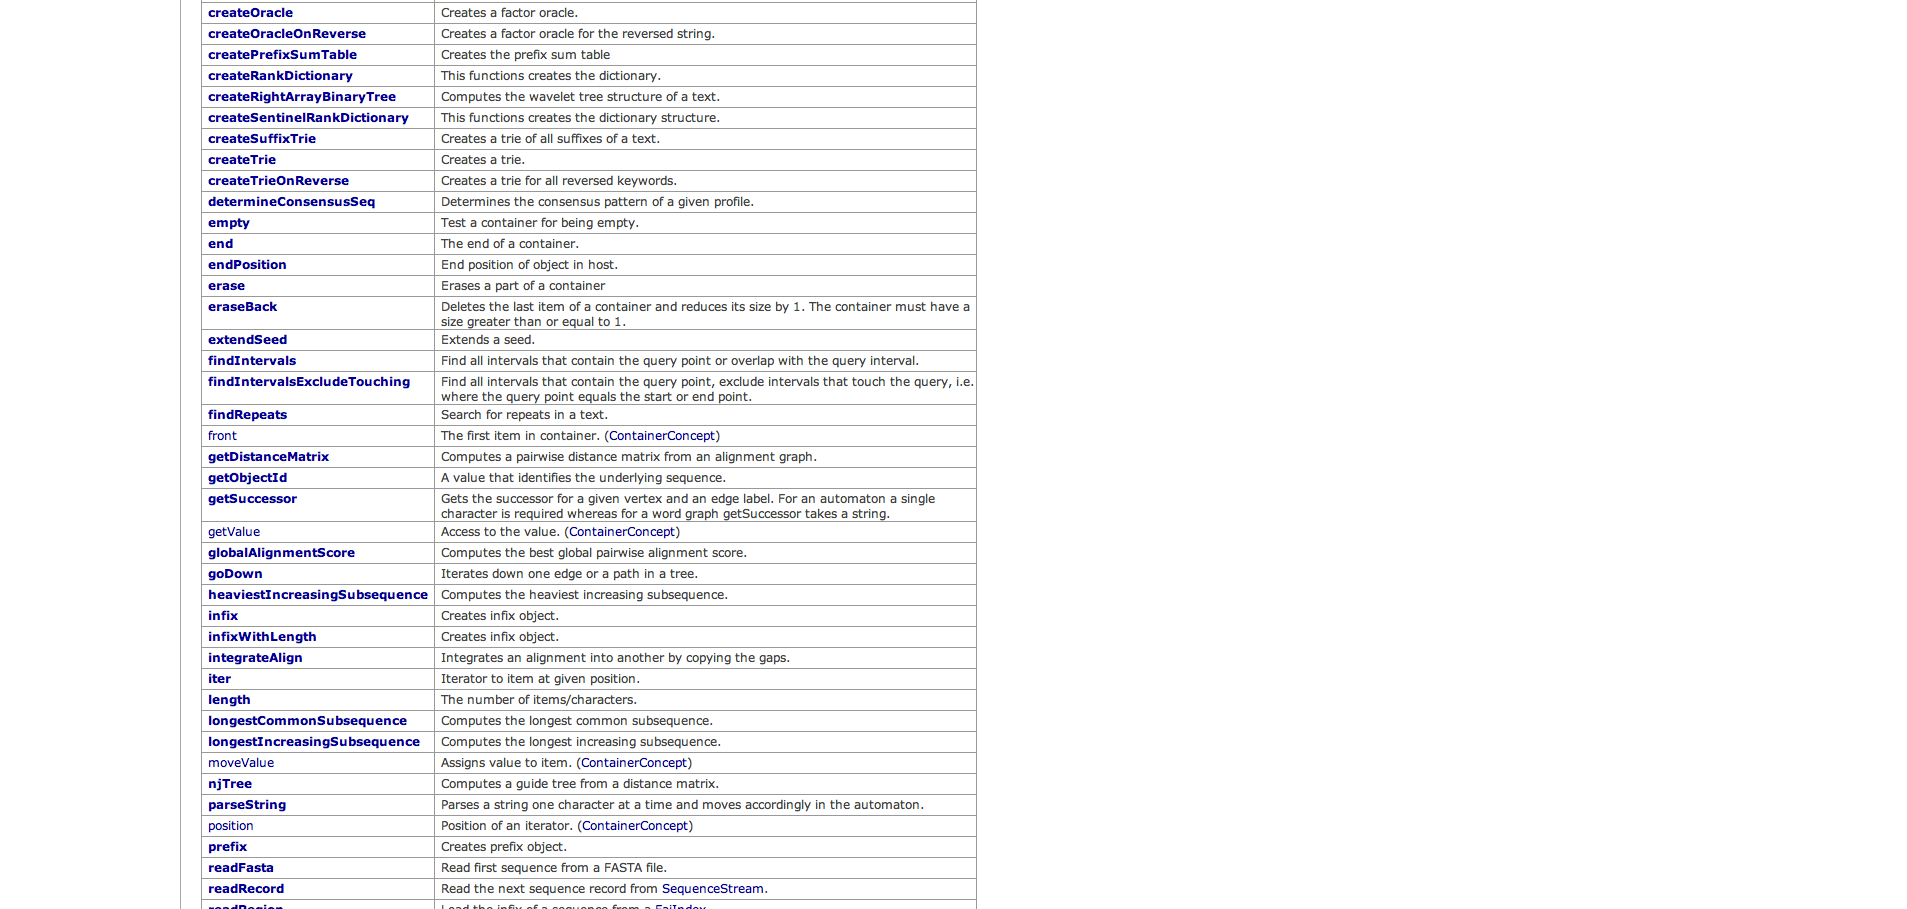 createOracle Creates a factor oracle.
createOracleOnReverse Creates a factor oracle for the reversed string.
createPrefixSumTable Creates the prefix sum table
createRankDictionary This functions creates the dictionary.
createRightArrayBinaryTree Computes the wavelet tree structure of a text.
createSentinelRankDictionary This functions creates the dictionary structure.
createSuffixTrie Creates a trie of all suffixes of a text.
createTrie Creates a trie.
createTrieOnReverse Creates a trie for all reversed keywords.
determineConsensusSeq Determines the consensus pattern of a given profile.
empty Test a container for being empty.
end The end of a container.
endPosition End position of object in host.
erase Erases a part of a container
eraseBack Deletes the last item of a container and reduces its size by 1. The container must have a
size greater than or equal to 1.
extendSeed Extends a seed.
findIntervals Find all intervals that contain the query point or overlap with the query interval.
findIntervalsExcludeTouching Find all intervals that contain the query point, exclude intervals that touch the query, i.e.
where the query point equals the start or end point.
findRepeats Search for repeats in a text.
front The first item in container. (ContainerConcept)
getDistanceMatrix Computes a pairwise distance matrix from an alignment graph.
getObjectId A value that identifies the underlying sequence.
getSuccessor Gets the successor for a given vertex and an edge label. For an automaton a single
character is required whereas for a word graph getSuccessor takes a string.
getValue Access to the value. (ContainerConcept)
globalAlignmentScore Computes the best global pairwise alignment score.
goDown Iterates down one edge or a path in a tree.
heaviestIncreasingSubsequence Computes the heaviest increasing subsequence.
infix Creates infix object.
infixWithLength Creates infix object.
integrateAlign Integrates an alignment into another by copying the gaps.
iter Iterator to item at given position.
length The number of items/characters.
longestCommonSubsequence Computes the longest common subsequence.
longestIncreasingSubsequence Computes the longest increasing subsequence.
moveValue Assigns value to item. (ContainerConcept)
njTree Computes a guide tree from a distance matrix.
parseString Parses a string one character at a time and moves accordingly in the automaton.
position Position of an iterator. (ContainerConcept)
prefix Creates prefix object.
readFasta Read first sequence from a FASTA file.
readRecord Read the next sequence record from SequenceStream.
readRegion Load the infix of a sequence from a FaiIndex.